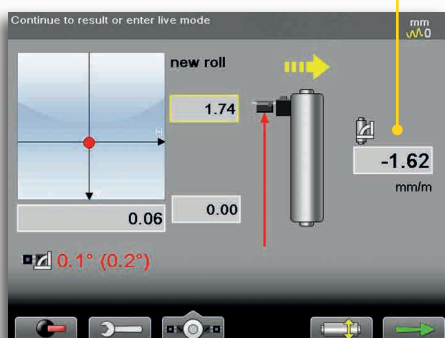 Continue to result or enter live mode
mm
0
new roll
1.74
-1.62
mm/m
0.00
0.06
0.1° (0.2°)